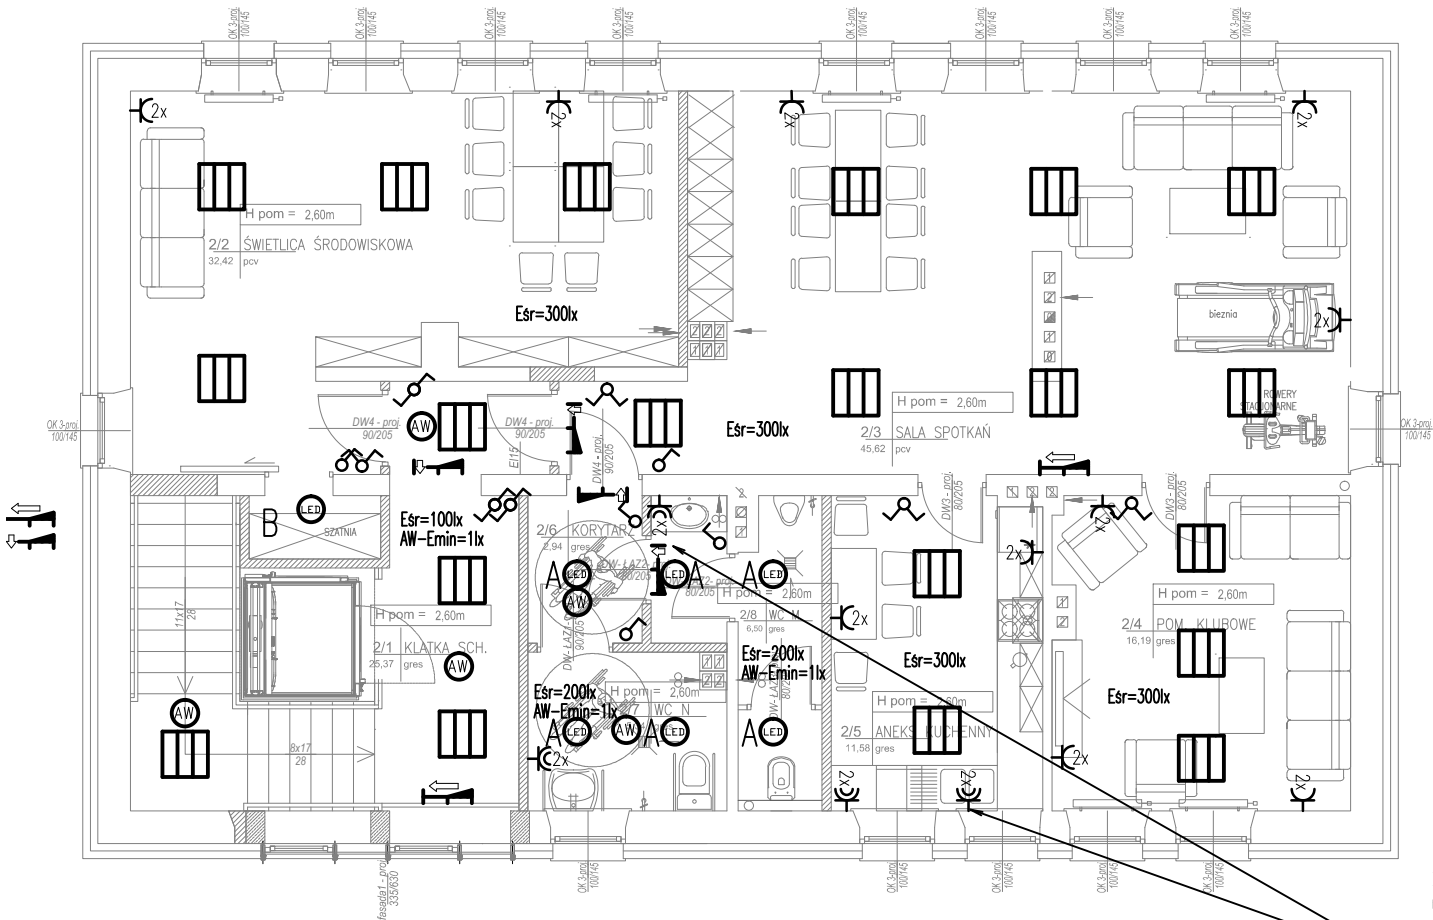 OK 3-proj.
100/145
OK 3-proj.
100/145
OK 3-proj.
100/145
OK 3-proj.
100/145
OK 3-proj.
100/145
OK 3-proj.
100/145
OK 3-proj.
100/145
OK 3-proj.
100/145
2x
2x
2x
2x
H pom = 2,60m
2/2 ŚWIETLICA ŚRODOWISKOWA
32,42 pcv
Eśr=300lx
bieznia
2x
ROWERY
STACJONARNE
H pom = 2,60m
2/3 SALA SPOTKAŃ
45,62 pcv
Eśr=300lx
OK 3-proj.
100/145
OK 3-proj.
100/145
DW4 - proj.
90/205
AW
DW4 - proj.
90/205
EI15
DW4 - proj.
90/205
DW3 - proj.
80/205
DW3 - proj.
80/205
B
LED
SZATNIA
Eśr=100lx
AW-Emin=1lx
2/6 KORYTARZ
2,94 gres
2x
2x
2x
11x17
28
H pom = 2,60m
2/1 KLATKA SCH.
25,37 gres
AW
AW
8x17
28
A LED
AW
LED A
A LED
H pom = 2,60m
2/8 WC M
6,50 gres
Eśr=200lx
AW-Emin=1lx
2x
Eśr=300lx
H pom = 2,60m
2/4 POM KLUBOWE
16,19 gres
Eśr=300lx
Eśr=200lx
AW-Emin=1lx
H pom = 2,60m
WC N
A LED
AW
A LED
A LED
H pom = 2,60m
2/5 ANEKS KUCHENNY
11,58 gres
2x
2x
2x
2x
2x
OK 3-proj.
100/145
OK 3-proj.
100/145
OK 3-proj.
100/145
OK 3-proj.
100/145
OK 3-proj.
100/145
fasada1 - proj.
335/630